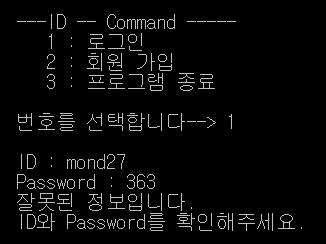 ---ID -- Command -----
1 : 로그인
2 : 회원 가입
3 : 프로그램 종료
번호를 선택합니다--> 1
ID : mond27
Password : 363
잘못된 정보입니다.
ID와 Password를 확인해주세요.